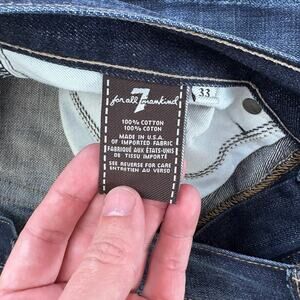 7
for all mankind
33
100% COTTON
100% COTON
MADE IN U.S.A.
OF IMPORTED FABRIC
FABRIQUÉ AUX ÉTATS-UNIS
DE TISSU IMPORTÉ
SEE REVERSE FOR CARE
ENTRETIEN AU VERSO